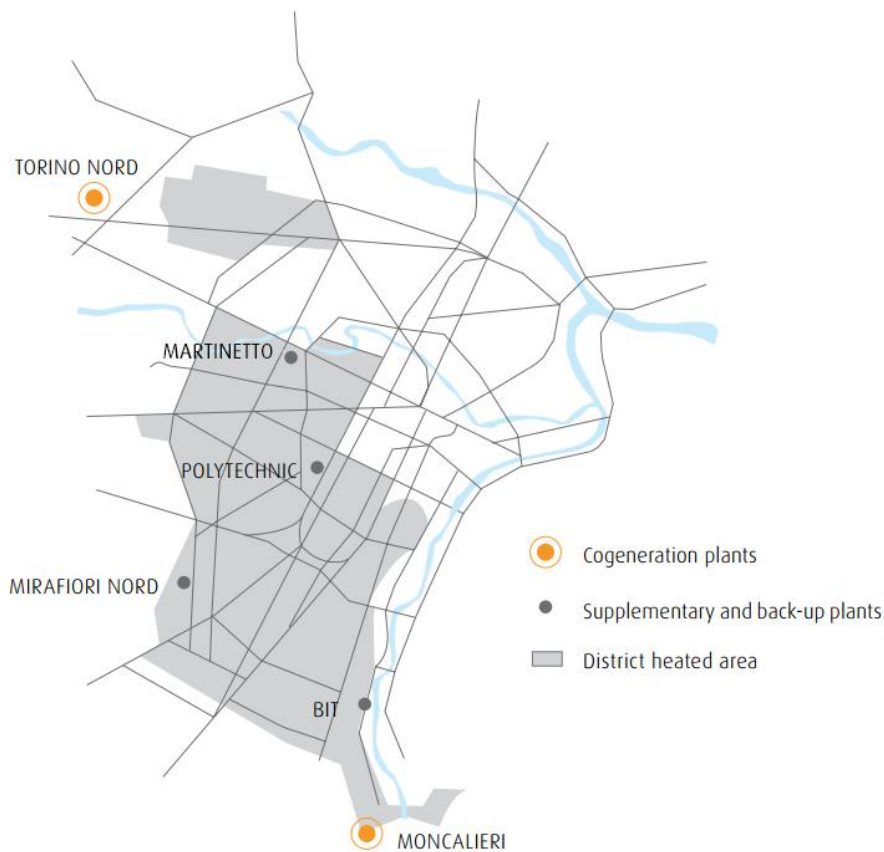 TORINO NORD
MARTINETTO
POLYTECHNIC
MIRAFIORI NORD
BIT
MONCALIERI
Cogeneration plants
Supplementary and back-up plants
District heated area